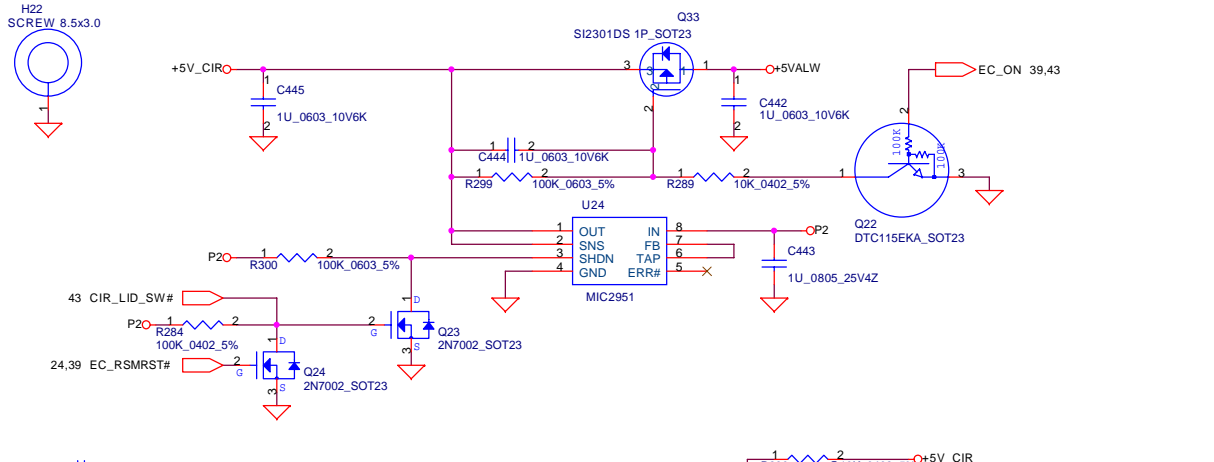 H22
SCREW 8.5x3.0
1
Q33
SI2301DS 1P_SOT23
+5V_CIR
3
3
1
1
+5VALW
2
2
EC_ON 39,43
1
C445
1U_0603_10V6K
2
1
C442
1U_0603_10V6K
2
2
100K
100K
1
2
C444
1U_0603_10V6K
1
2
R299
100K_0603_5%
1
2
R289
10K_0402_5%
1
3
Q22
DTC115EKA_SOT23
U24
1
OUT
IN
8
P2
2
SNS
FB
7
3
SHDN
TAP
6
4
GND
ERR#
5
MIC2951
C443
1U_0805_25V4Z
P2
1
2
R300
100K_0603_5%
43 CIR_LID_SW#
P2
1
2
R284
100K_0402_5%
1
D
2
G
3
S
Q23
2N7002_SOT23
24,39 EC_RSMRST#
1
D
2
G
3
S
Q24
2N7002_SOT23
1
2
+5V_CIR